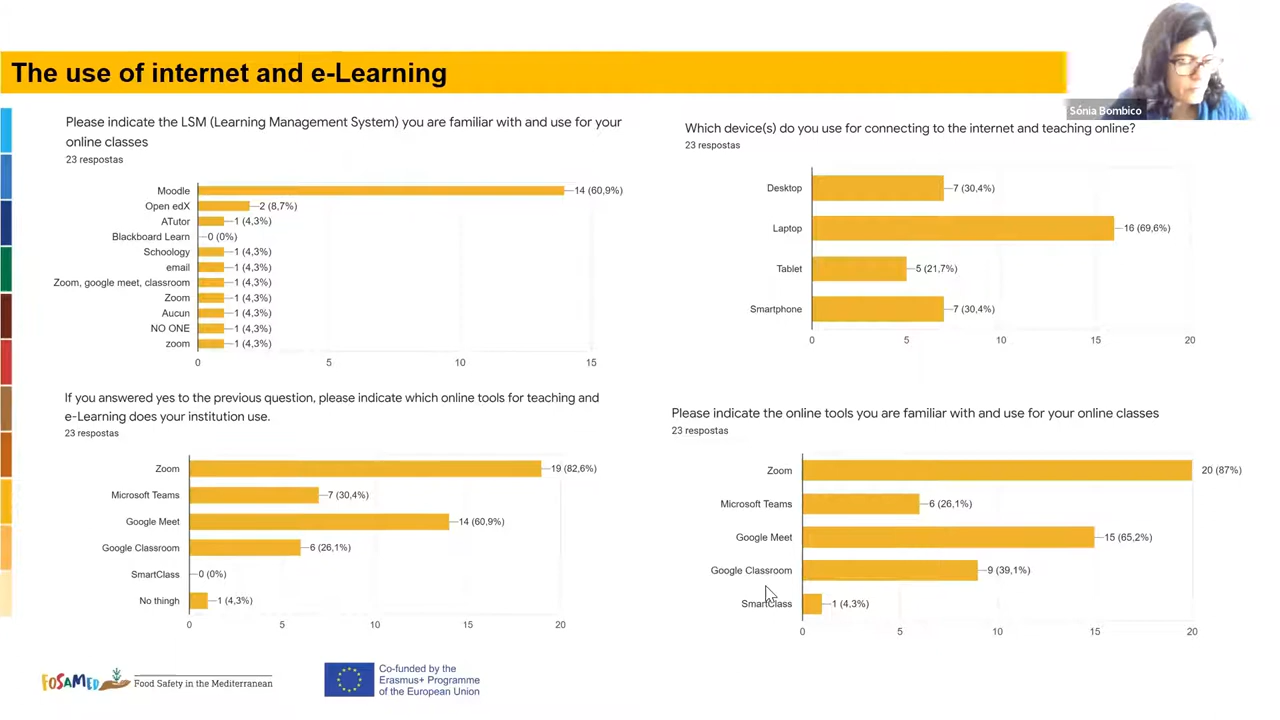 The use of internet and e-Learning
Sónia Bombico
Please indicate the LSM (Learning Management System) you are familiar with and use for your
online classes
23 respostas
Moodle 14 (60,9%)
Open edX 2 (8,7%)
ATutor 1 (4,3%)
Blackboard Learn 0 (0%)
Schoology 1 (4,3%)
email 1 (4,3%)
Zoom, google meet, classroom 1 (4,3%)
Zoom 1 (4,3%)
Aucun 1 (4,3%)
NO ONE 1 (4,3%)
zoom 1 (4,3%)
0 5 10 15
Which device(s) do you use for connecting to the internet and teaching online?
23 respostas
Desktop 7 (30,4%)
Laptop 16 (69,6%)
Tablet 5 (21,7%)
Smartphone 7 (30,4%)
0 5 10 15 20
If you answered yes to the previous question, please indicate which online tools for teaching and
e-Learning does your institution use.
23 respostas
Zoom 19 (82,6%)
Microsoft Teams 7 (30,4%)
Google Meet 14 (60,9%)
Google Classroom 6 (26,1%)
SmartClass 0 (0%)
No thingh 1 (4,3%)
0 5 10 15 20
Please indicate the online tools you are familiar with and use for your online classes
23 respostas
Zoom 20 (87%)
Microsoft Teams 6 (26,1%)
Google Meet 15 (65,2%)
Google Classroom 9 (39,1%)
SmartClass 1 (4,3%)
0 5 10 15 20
FOSAMED Food Safety in the Mediterranean
Co-funded by the
Erasmus+ Programme
of the European Union